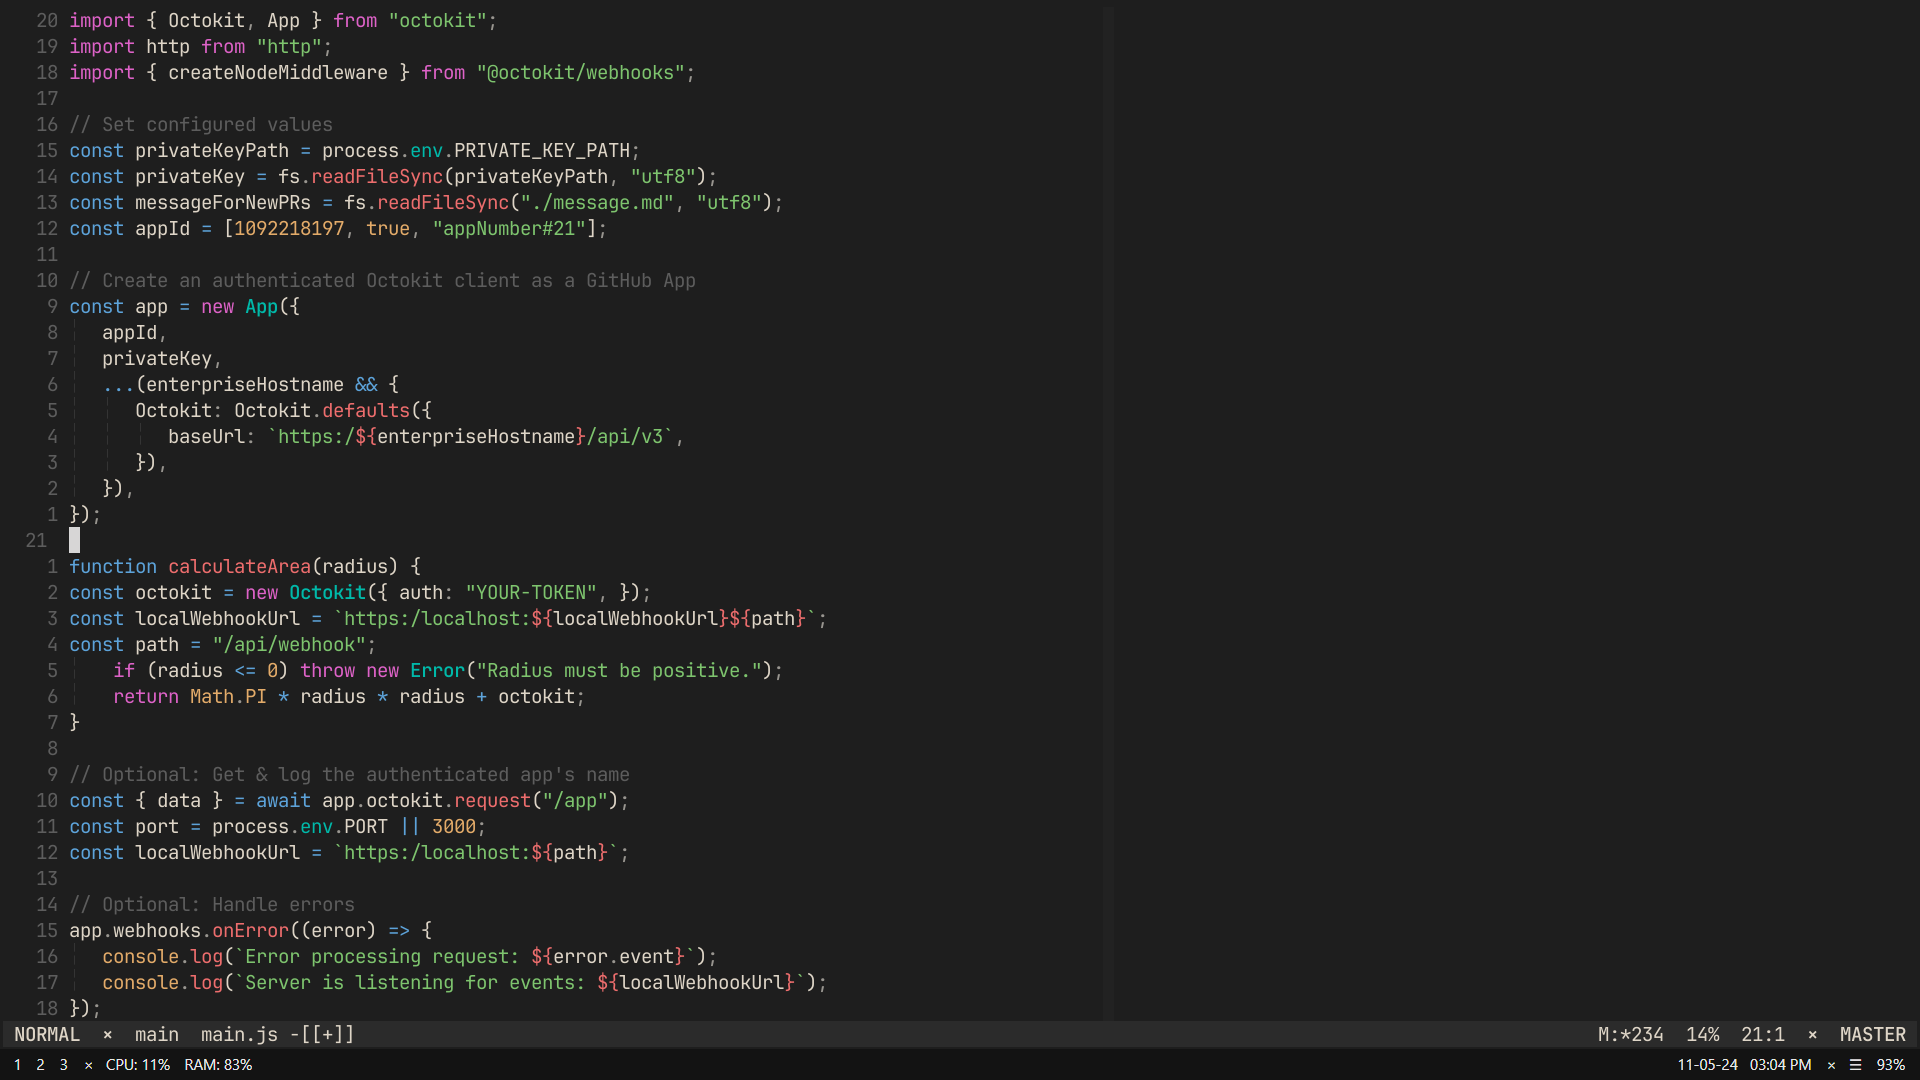 20 import { Octokit, App } from "octokit";
19 import http from "http";
18 import { createNodeMiddleware } from "@octokit/webhooks";
17
16 // Set configured values
15 const privateKeyPath = process.env.PRIVATE_KEY_PATH;
14 const privateKey = fs.readFileSync(privateKeyPath, "utf8");
13 const messageForNewPRs = fs.readFileSync("./message.md", "utf8");
12 const appId = [1092218197, true, "appNumber#21"];
11
10 // Create an authenticated Octokit client as a GitHub App
9 const app = new App({
8    appId,
7    privateKey,
6    ...(enterpriseHostname && {
5       Octokit: Octokit.defaults({
4          baseUrl: `https:/${enterpriseHostname}/api/v3`,
3       }),
2    }),
1 });
21
1 function calculateArea(radius) {
2 const octokit = new Octokit({ auth: "YOUR-TOKEN", });
3 const localWebhookUrl = `https:/localhost:${localWebhookUrl}${path}`;
4 const path = "/api/webhook";
5     if (radius <= 0) throw new Error("Radius must be positive.");
6     return Math.PI * radius * radius + octokit;
7 }
8
9 // Optional: Get & log the authenticated app's name
10 const { data } = await app.octokit.request("/app");
11 const port = process.env.PORT || 3000;
12 const localWebhookUrl = `https:/localhost:${path}`;
13
14 // Optional: Handle errors
15 app.webhooks.onError((error) => {
16    console.log(`Error processing request: ${error.event}`);
17    console.log(`Server is listening for events: ${localWebhookUrl}`);
18 });
NORMAL × main main.js -[[+]] M:*234 14% 21:1 × MASTER
1 2 3 × CPU: 11% RAM: 83% 11-05-24 03:04 PM × ☰ 93%